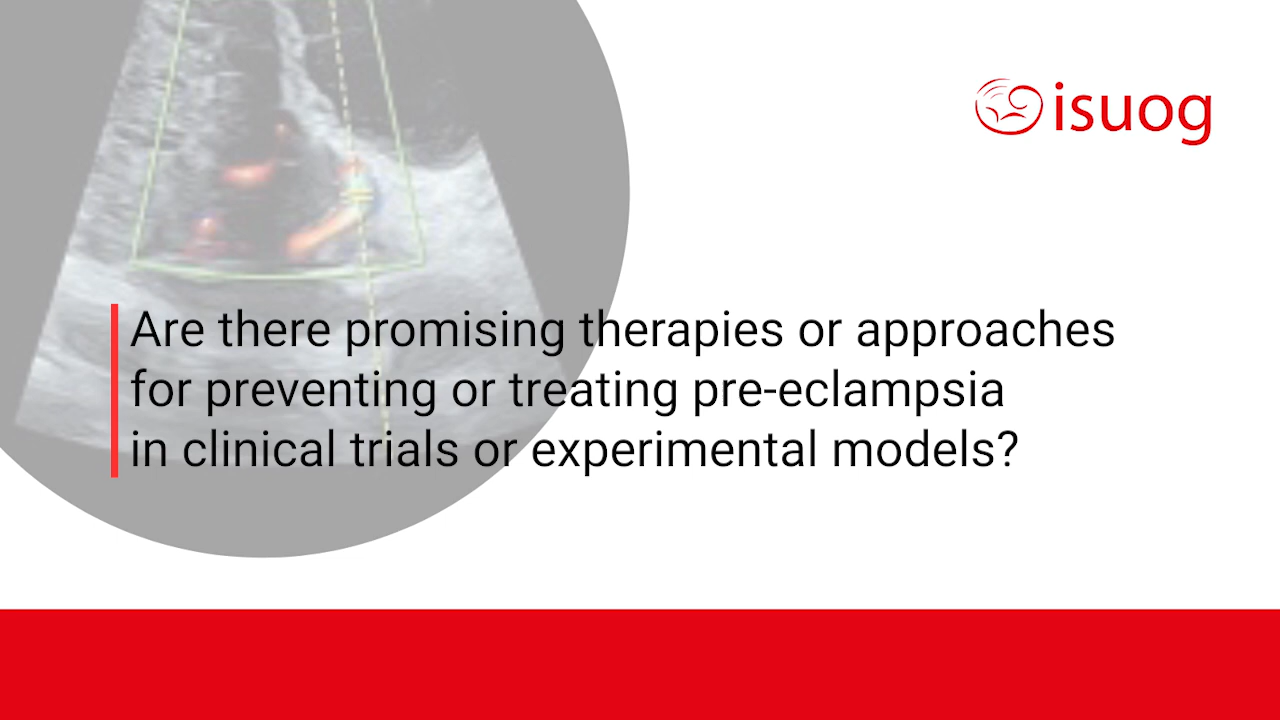 isuog
Are there promising therapies or approaches
for preventing or treating pre-eclampsia
in clinical trials or experimental models?